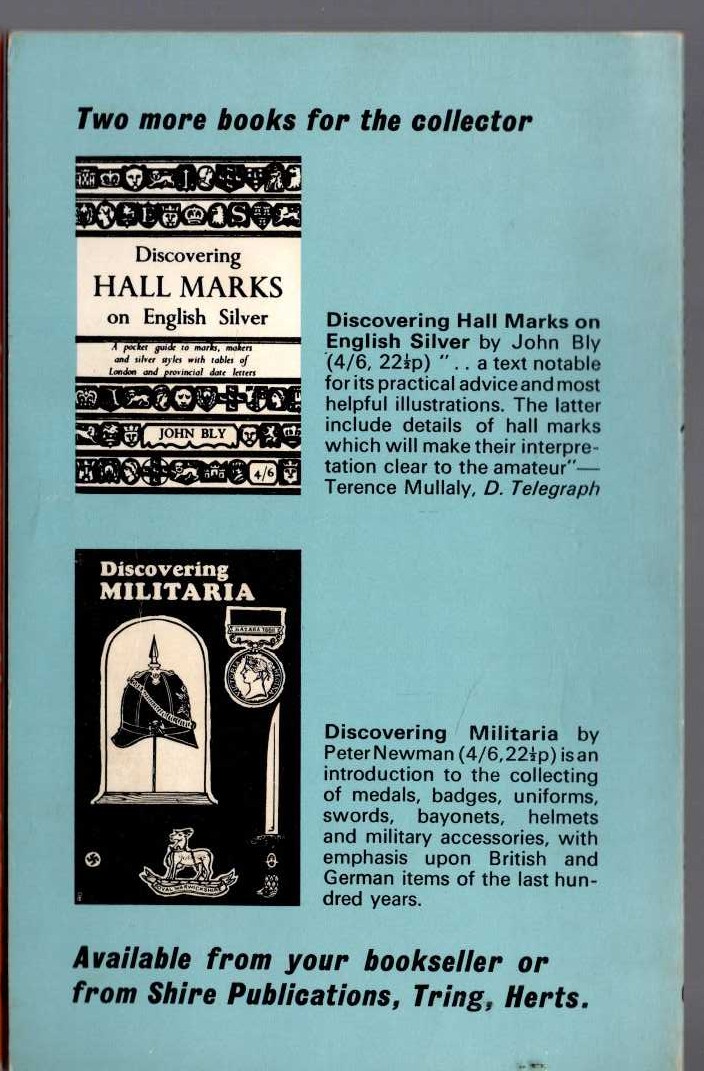 Two more books for the collector
Discovering
HALL MARKS
on English Silver
A pocket guide to marks, makers
and silver styles with tables of
London and provincial date letters
JOHN BLY
4/6
Discovering Hall Marks on
English Silver by John Bly
(4/6, 22½p) ".. a text notable
for its practical advice and most
helpful illustrations. The latter
include details of hall marks
which will make their interpre-
tation clear to the amateur"—
Terence Mullaly, D. Telegraph
Discovering
MILITARIA
HAZARA 1888
ROYAL WARWICKSHIRE
Discovering Militaria by
Peter Newman (4/6, 22½p) is an
introduction to the collecting
of medals, badges, uniforms,
swords, bayonets, helmets
and military accessories, with
emphasis upon British and
German items of the last hun-
dred years.
Available from your bookseller or
from Shire Publications, Tring, Herts.